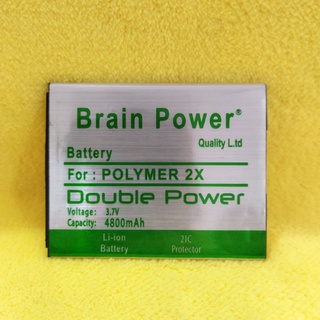 Brain Power®
Quality L.td
Battery
For : POLYMER 2X
Double Power
Voltage: 3.7V
Capacity: 4800mAh
Li-ion Battery
2IC Protector